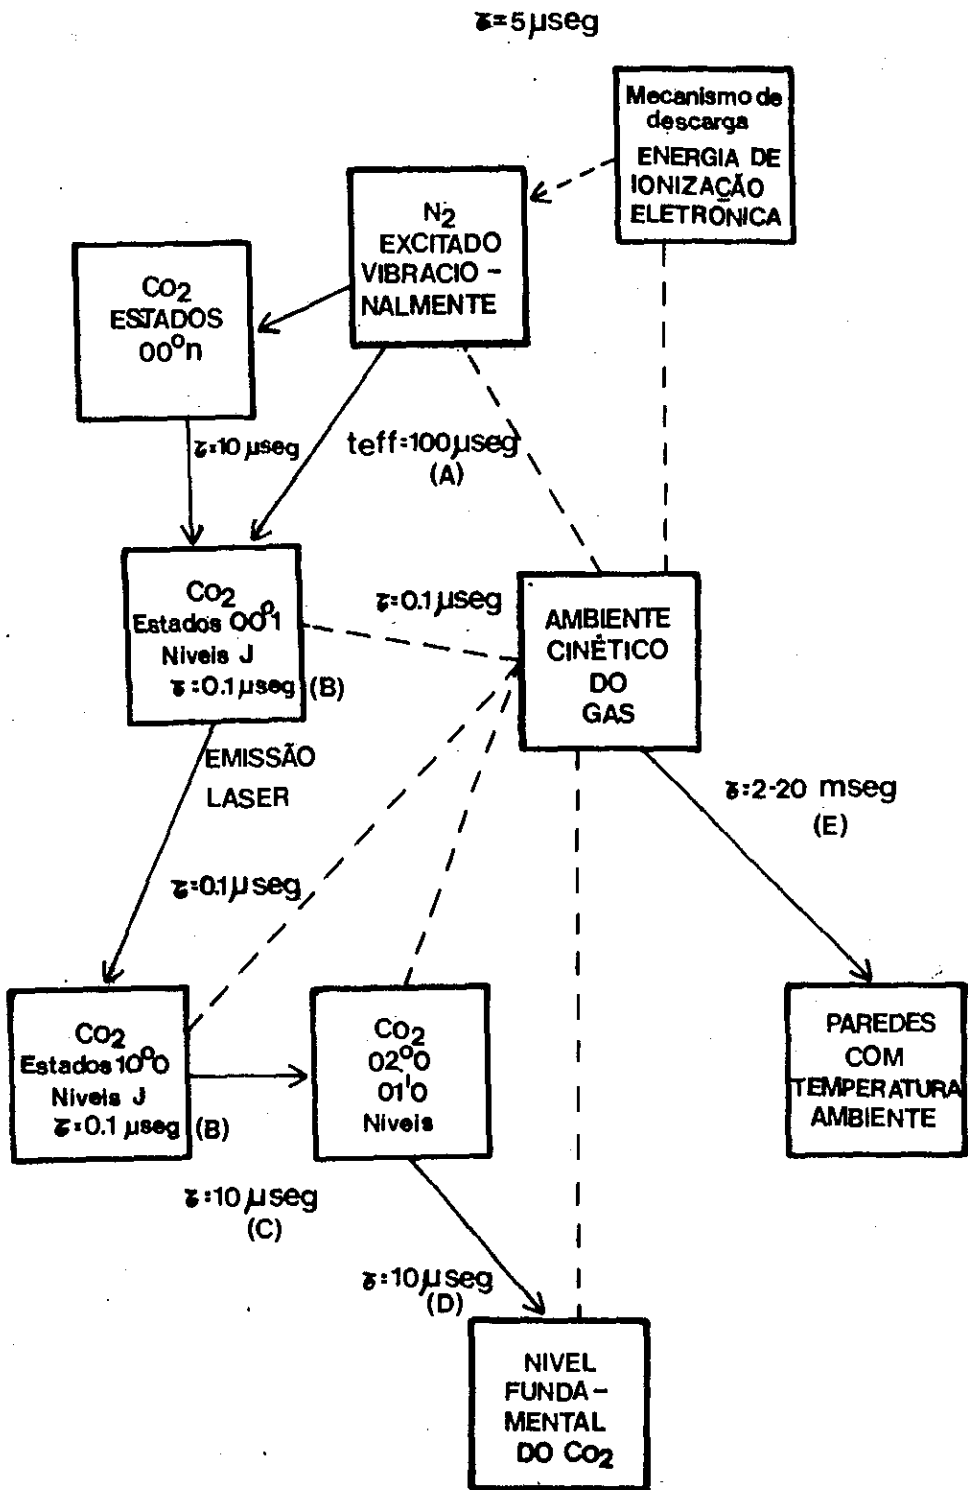 τ=5 μseg
Mecanismo de
descarga
ENERGIA DE
IONIZAÇÃO
ELETRÔNICA
N2
EXCITADO
VIBRACIO-
NALMENTE
Co2
ESTADOS
00°n
τ=10 μseg
teff=100 μseg
(A)
Co2
Estados 00°1
Niveis J
τ=0.1 μseg (B)
τ=0.1 μseg
AMBIENTE
CINÉTICO
DO
GAS
EMISSÃO
LASER
τ=2-20 mseg
(E)
τ=0.1 μseg
Co2
Estados 10°0
Niveis J
τ=0.1 μseg (B)
Co2
02°0
01'0
Niveis
PAREDES
COM
TEMPERATURA
AMBIENTE
τ=10 μseg
(C)
τ=10 μseg
(D)
NIVEL
FUNDA-
MENTAL
DO Co2